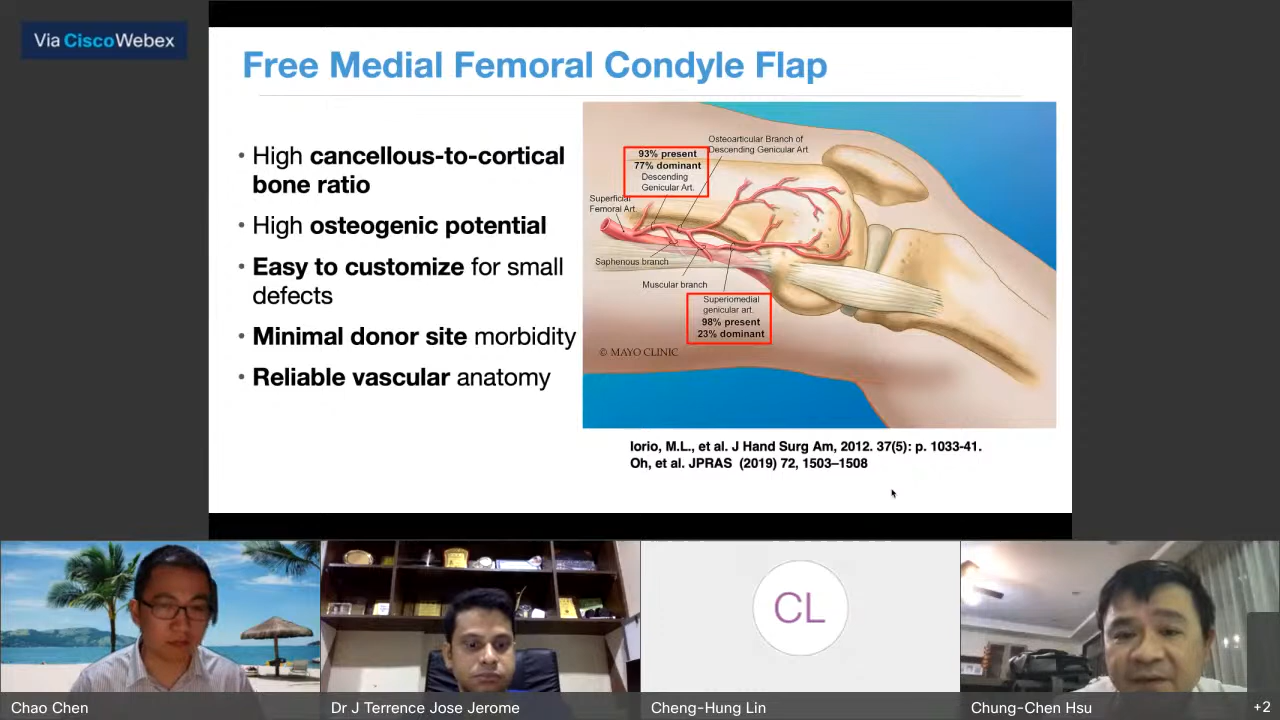 Via Cisco Webex
Free Medial Femoral Condyle Flap
• High cancellous-to-cortical
bone ratio
• High osteogenic potential
• Easy to customize for small
defects
• Minimal donor site morbidity
• Reliable vascular anatomy
Osteoarticular Branch of
Descending Genicular Art.
93% present
77% dominant
Descending
Genicular Art.
Superficial
Femoral Art.
Saphenous branch
Muscular branch
Superiomedial
genicular art.
98% present
23% dominant
© MAYO CLINIC
Iorio, M.L., et al. J Hand Surg Am, 2012. 37(5): p. 1033-41.
Oh, et al. JPRAS (2019) 72, 1503–1508
CL
Chao Chen
Dr J Terrence Jose Jerome
Cheng-Hung Lin
Chung-Chen Hsu
+2